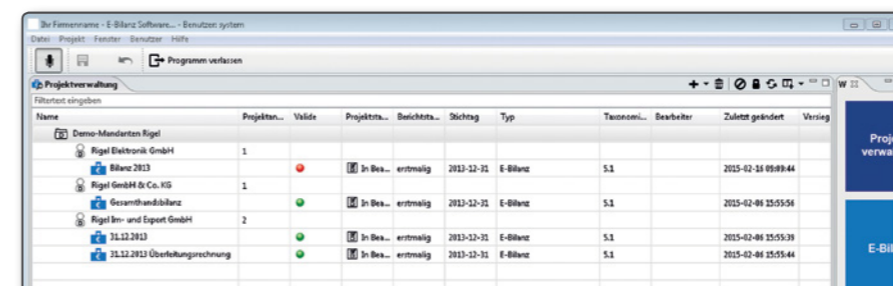 Ihr Firmenname - E-Bilanz Software... - Benutzer: system
Datei Projekt Fenster Benutzer Hilfe
Programm verlassen
Projektverwaltung
W
Filtertext eingeben
Name Projektan... Valide Projektsta... Berichtsta... Stichtag Typ Taxonomi... Bearbeiter Zuletzt geändert Versieg
Demo-Mandanten Rigel
Rigel Elektronik GmbH 1
Bilanz 2013 In Bea... erstmalig 2013-12-31 E-Bilanz 5.1 2015-02-16 09:09:44
Rigel GmbH & Co. KG 1
Gesamthandsbilanz In Bea... erstmalig 2013-12-31 E-Bilanz 5.1 2015-02-06 15:55:56
Rigel Im- und Export GmbH 2
31.12.2013 In Bea... erstmalig 2013-12-31 E-Bilanz 5.1 2015-02-06 15:55:39
31.12.2013 Überleitungsrechnung In Bea... erstmalig 2013-12-31 E-Bilanz 5.1 2015-02-06 15:55:44
Proj
verwa
E-Bil